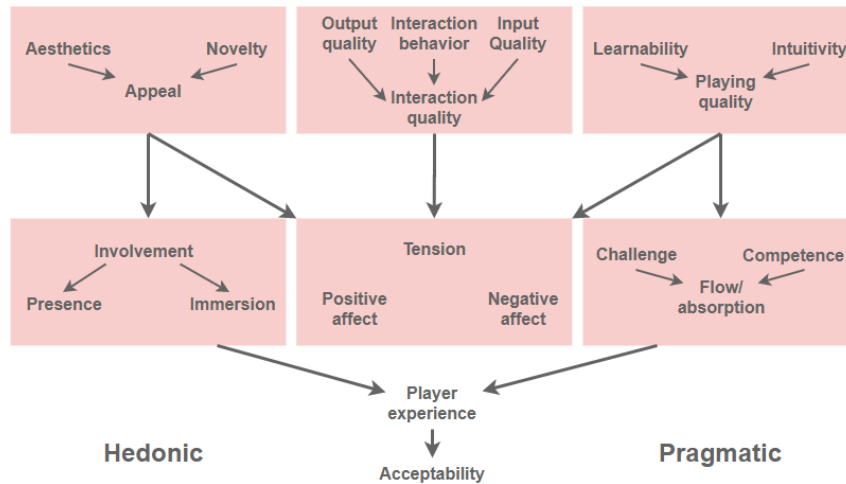 Aesthetics
Novelty
Appeal
Output
quality
Interaction
behavior
Input
Quality
Interaction
quality
Learnability
Intuitivity
Playing
quality
Involvement
Presence
Immersion
Tension
Positive
affect
Negative
affect
Challenge
Competence
Flow/
absorption
Player
experience
Hedonic
Pragmatic
Acceptability